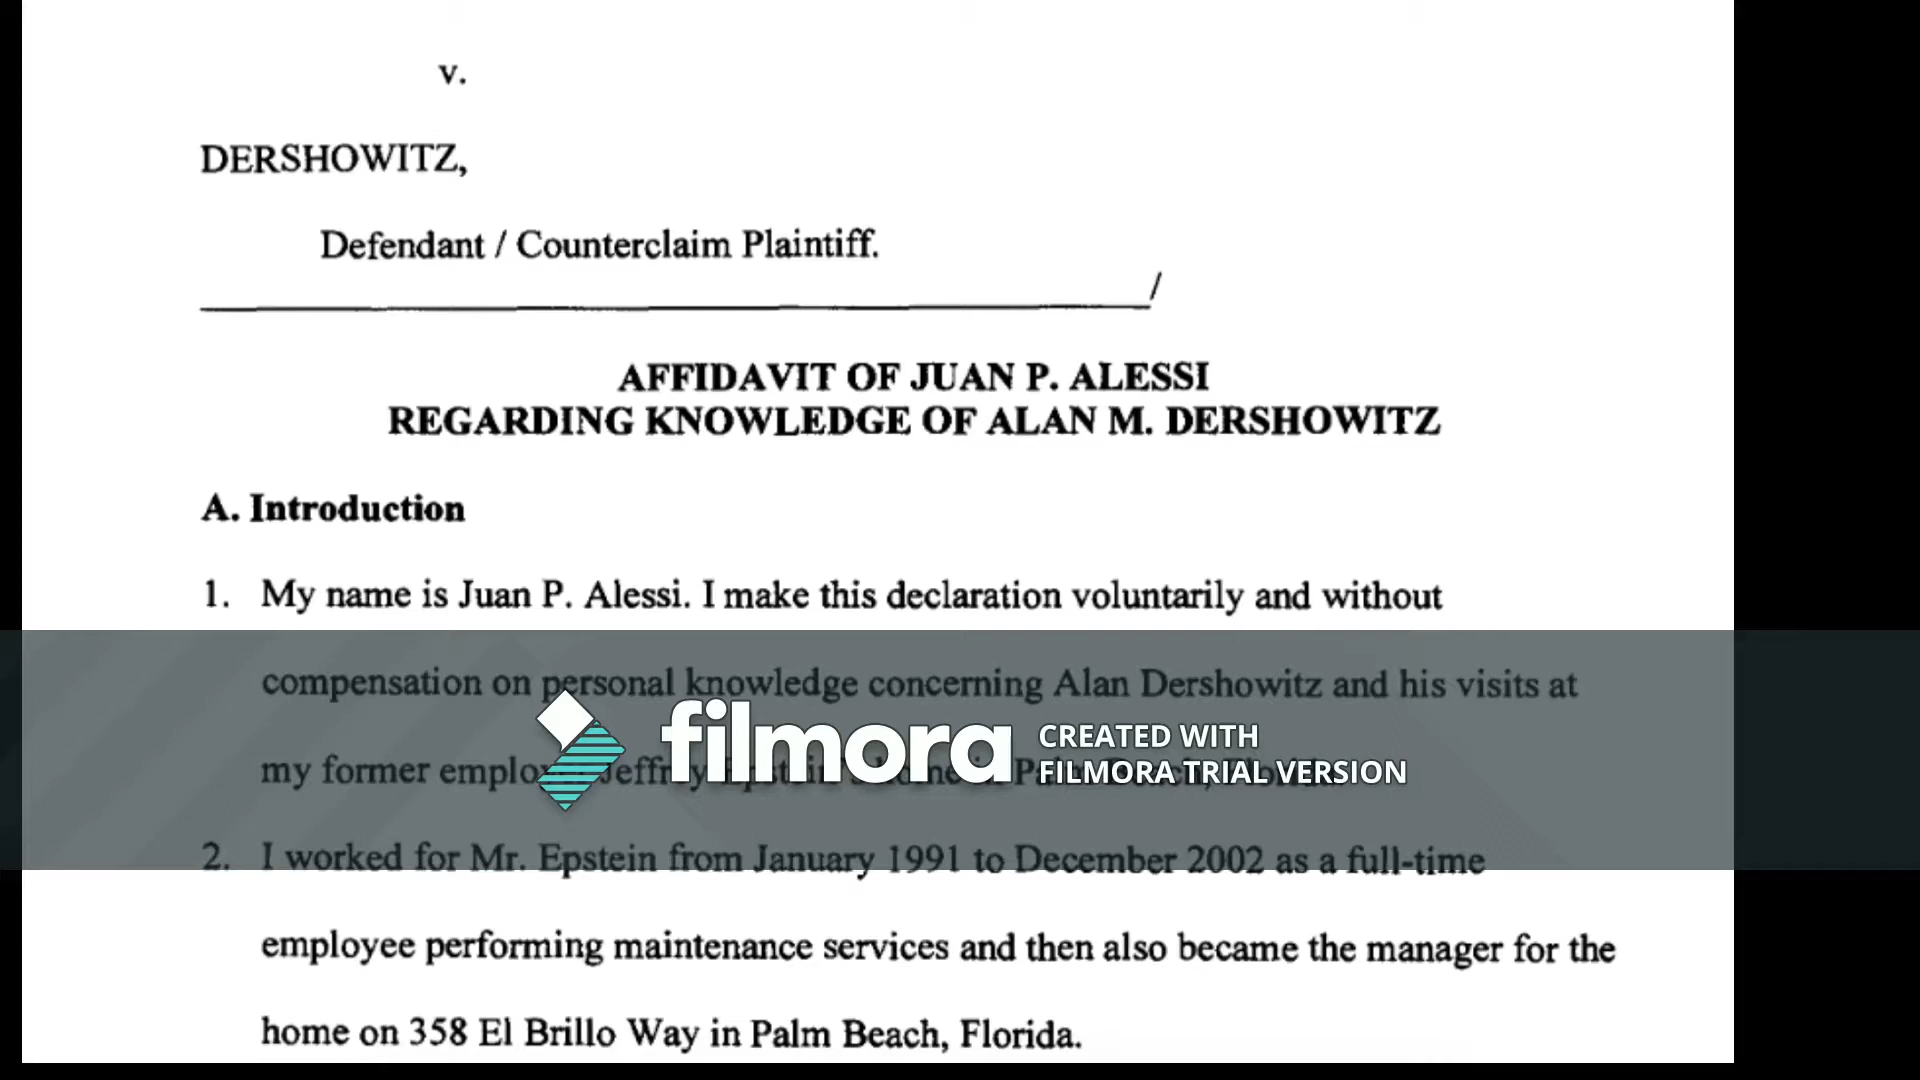 v.
DERSHOWITZ,
Defendant / Counterclaim Plaintiff.
/
AFFIDAVIT OF JUAN P. ALESSI
REGARDING KNOWLEDGE OF ALAN M. DERSHOWITZ
A. Introduction
1. My name is Juan P. Alessi. I make this declaration voluntarily and without
compensation on personal knowledge concerning Alan Dershowitz and his visits at
my former Jeffrey
filmora
CREATED WITH
FILMORA TRIAL VERSION
2. I worked for Mr. Epstein from January 1991 to December 2002 as a full-time
employee performing maintenance services and then also became the manager for the
home on 358 El Brillo Way in Palm Beach, Florida.